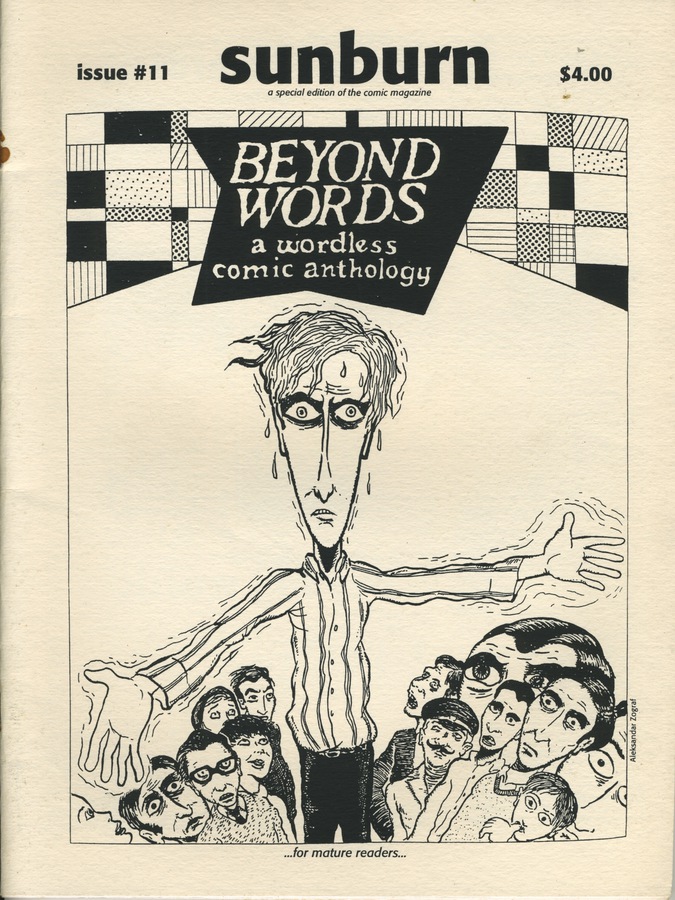 issue #11
sunburn
$4.00
a special edition of the comic magazine
BEYOND
WORDS
a wordless
comic anthology
Aleksandar Zograf
...for mature readers...